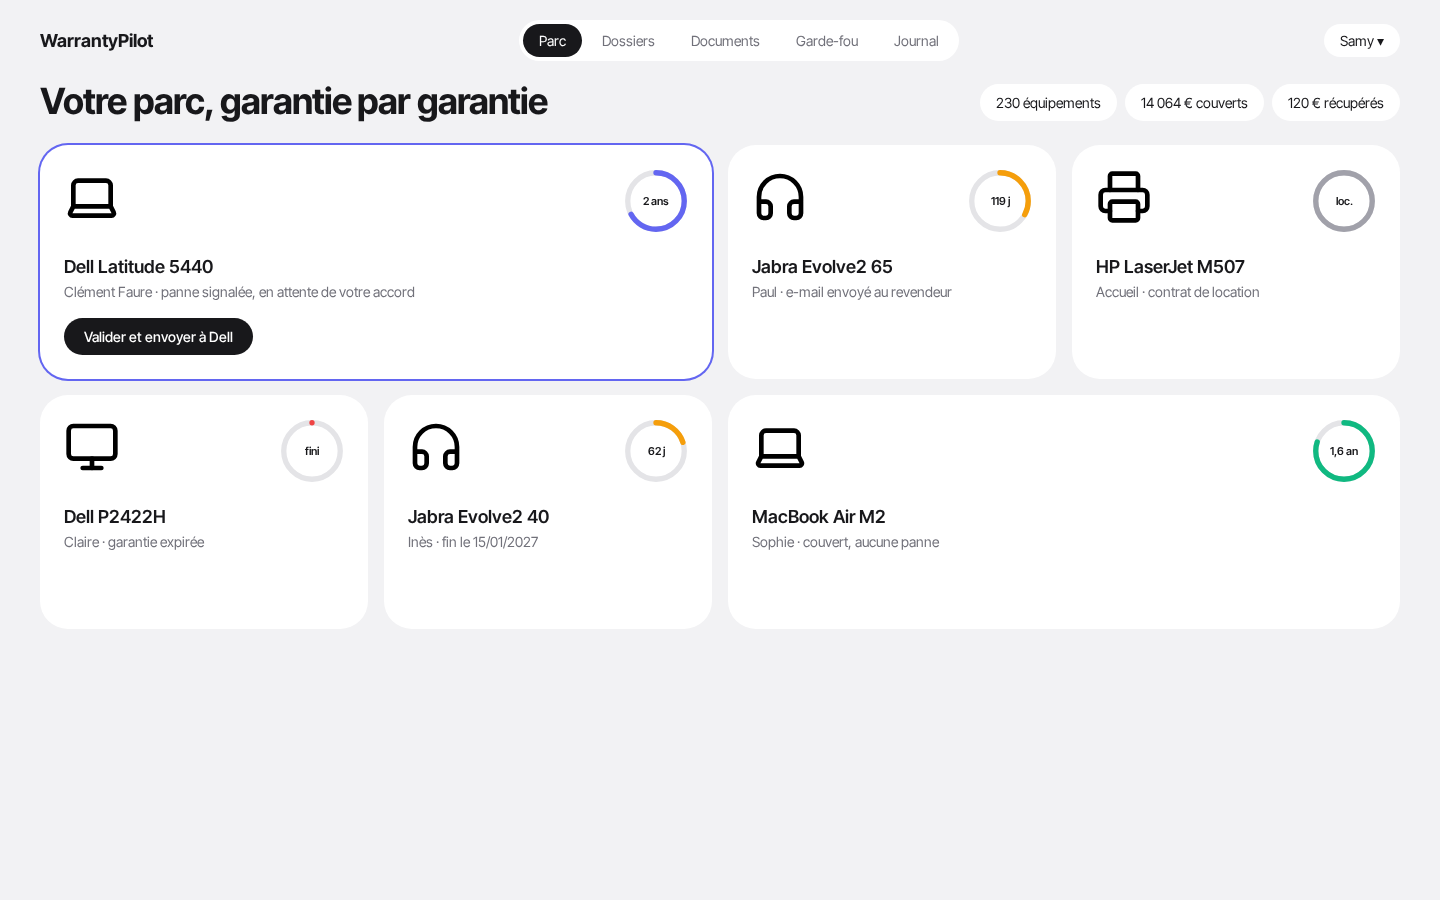 WarrantyPilot
Parc
Dossiers
Documents
Garde-fou
Journal
Samy ▾
Votre parc, garantie par garantie
230 équipements
14 064 € couverts
120 € récupérés
2 ans
Dell Latitude 5440
Clément Faure · panne signalée, en attente de votre accord
Valider et envoyer à Dell
119 j
Jabra Evolve2 65
Paul · e-mail envoyé au revendeur
loc.
HP LaserJet M507
Accueil · contrat de location
fini
Dell P2422H
Claire · garantie expirée
62 j
Jabra Evolve2 40
Inès · fin le 15/01/2027
1,6 an
MacBook Air M2
Sophie · couvert, aucune panne